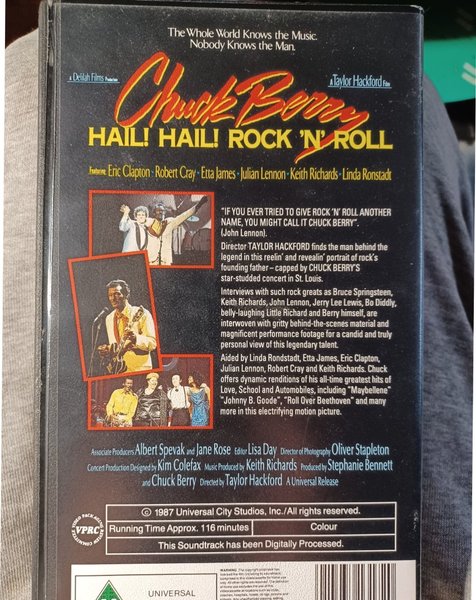 The Whole World Knows the Music.
Nobody Knows the Man.
A Delilah Films Production
A Taylor Hackford Film
Chuck Berry
HAIL! HAIL! ROCK 'N' ROLL
Featuring Eric Clapton · Robert Cray · Etta James · Julian Lennon · Keith Richards · Linda Ronstadt
"IF YOU EVER TRIED TO GIVE ROCK 'N' ROLL ANOTHER
NAME, YOU MIGHT CALL IT CHUCK BERRY".
(John Lennon).
Director TAYLOR HACKFORD finds the man behind the
legend in this reelin' and revealin' portrait of rock's
founding father – capped by CHUCK BERRY'S
star-studded concert in St. Louis.
Interviews with such rock greats as Bruce Springsteen,
Keith Richards, John Lennon, Jerry Lee Lewis, Bo Diddly,
belly-laughing Little Richard and Berry himself, are
interwoven with gritty behind-the-scenes material and
magnificent performance footage for a candid and truly
personal view of this legendary talent.
Aided by Linda Rondstadt, Etta James, Eric Clapton,
Julian Lennon, Robert Cray and Keith Richards. Chuck
offers dynamic renditions of his all-time greatest hits of
Love, School and Automobiles, including "Maybellene"
"Johnny B. Goode", "Roll Over Beethoven" and many
more in this electrifying motion picture.
Associate Producers Albert Spevak and Jane Rose Editor Lisa Day Director of Photography Oliver Stapleton
Concert Production Designed by Kim Colefax Music Produced by Keith Richards Produced by Stephanie Bennett
and Chuck Berry Directed by Taylor Hackford A Universal Release
VPRC
© 1987 Universal City Studios, Inc./All rights reserved.
Running Time Approx. 116 minutes
Colour
This Soundtrack has been Digitally Processed.
UNIVERSAL
WARNING